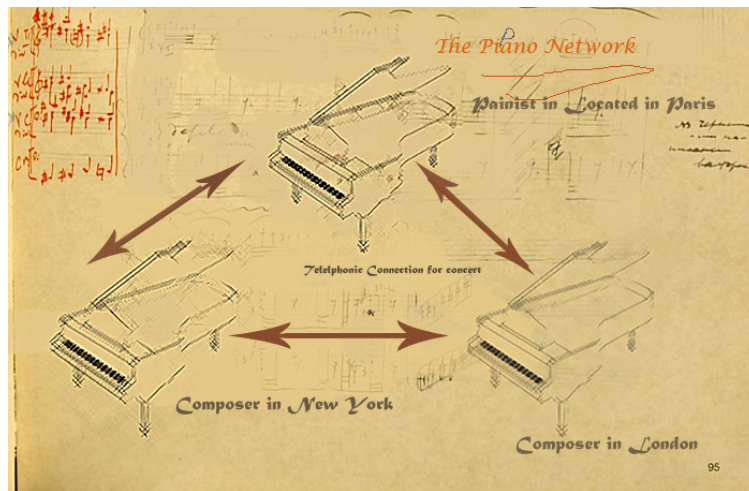 The Piano Network
Painist in Located in Paris
Telelphonic Connection for concert
Composer in New York
Composer in London
95